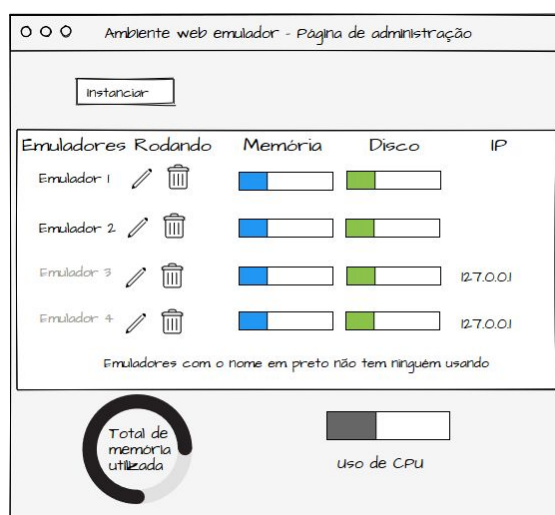 Ambiente web emulador - Página de administração
Instanciar
Emuladores Rodando Memória Disco IP
Emulador 1
Emulador 2
Emulador 3 127.0.0.1
Emulador 4 127.0.0.1
Emuladores com o nome em preto não tem ninguém usando
Total de
memória
utilizada
Uso de CPU